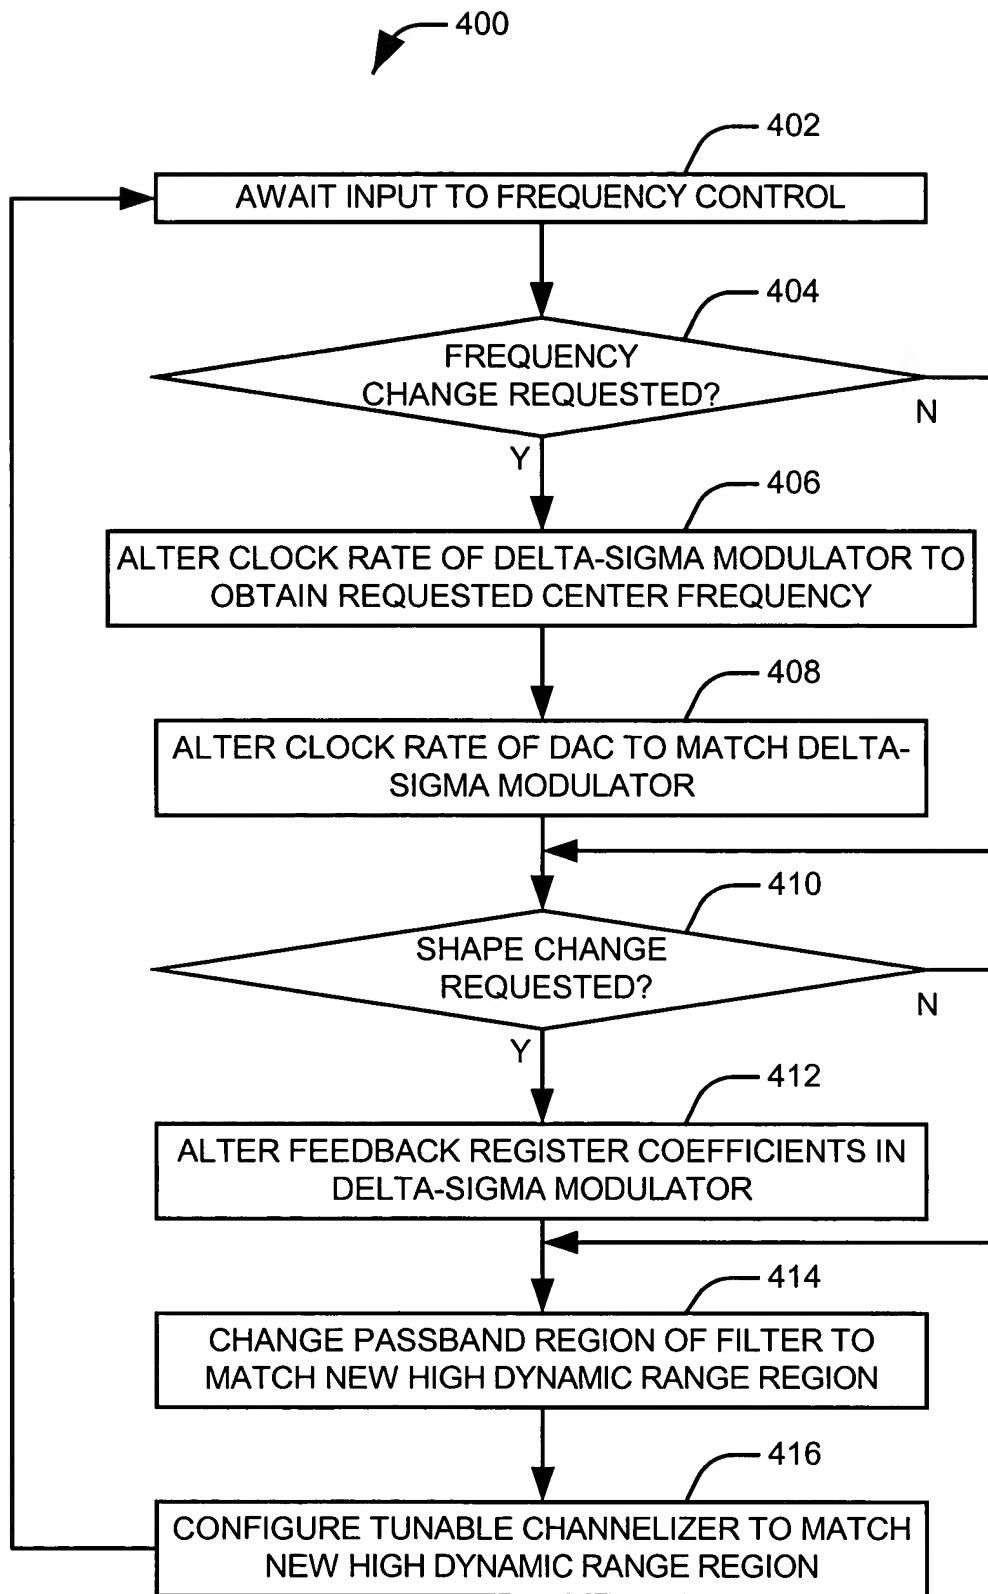 400
402
AWAIT INPUT TO FREQUENCY CONTROL
404
FREQUENCY
CHANGE REQUESTED?
N
Y
406
ALTER CLOCK RATE OF DELTA-SIGMA MODULATOR TO
OBTAIN REQUESTED CENTER FREQUENCY
408
ALTER CLOCK RATE OF DAC TO MATCH DELTA-
SIGMA MODULATOR
410
SHAPE CHANGE
REQUESTED?
N
Y
412
ALTER FEEDBACK REGISTER COEFFICIENTS IN
DELTA-SIGMA MODULATOR
414
CHANGE PASSBAND REGION OF FILTER TO
MATCH NEW HIGH DYNAMIC RANGE REGION
416
CONFIGURE TUNABLE CHANNELIZER TO MATCH
NEW HIGH DYNAMIC RANGE REGION